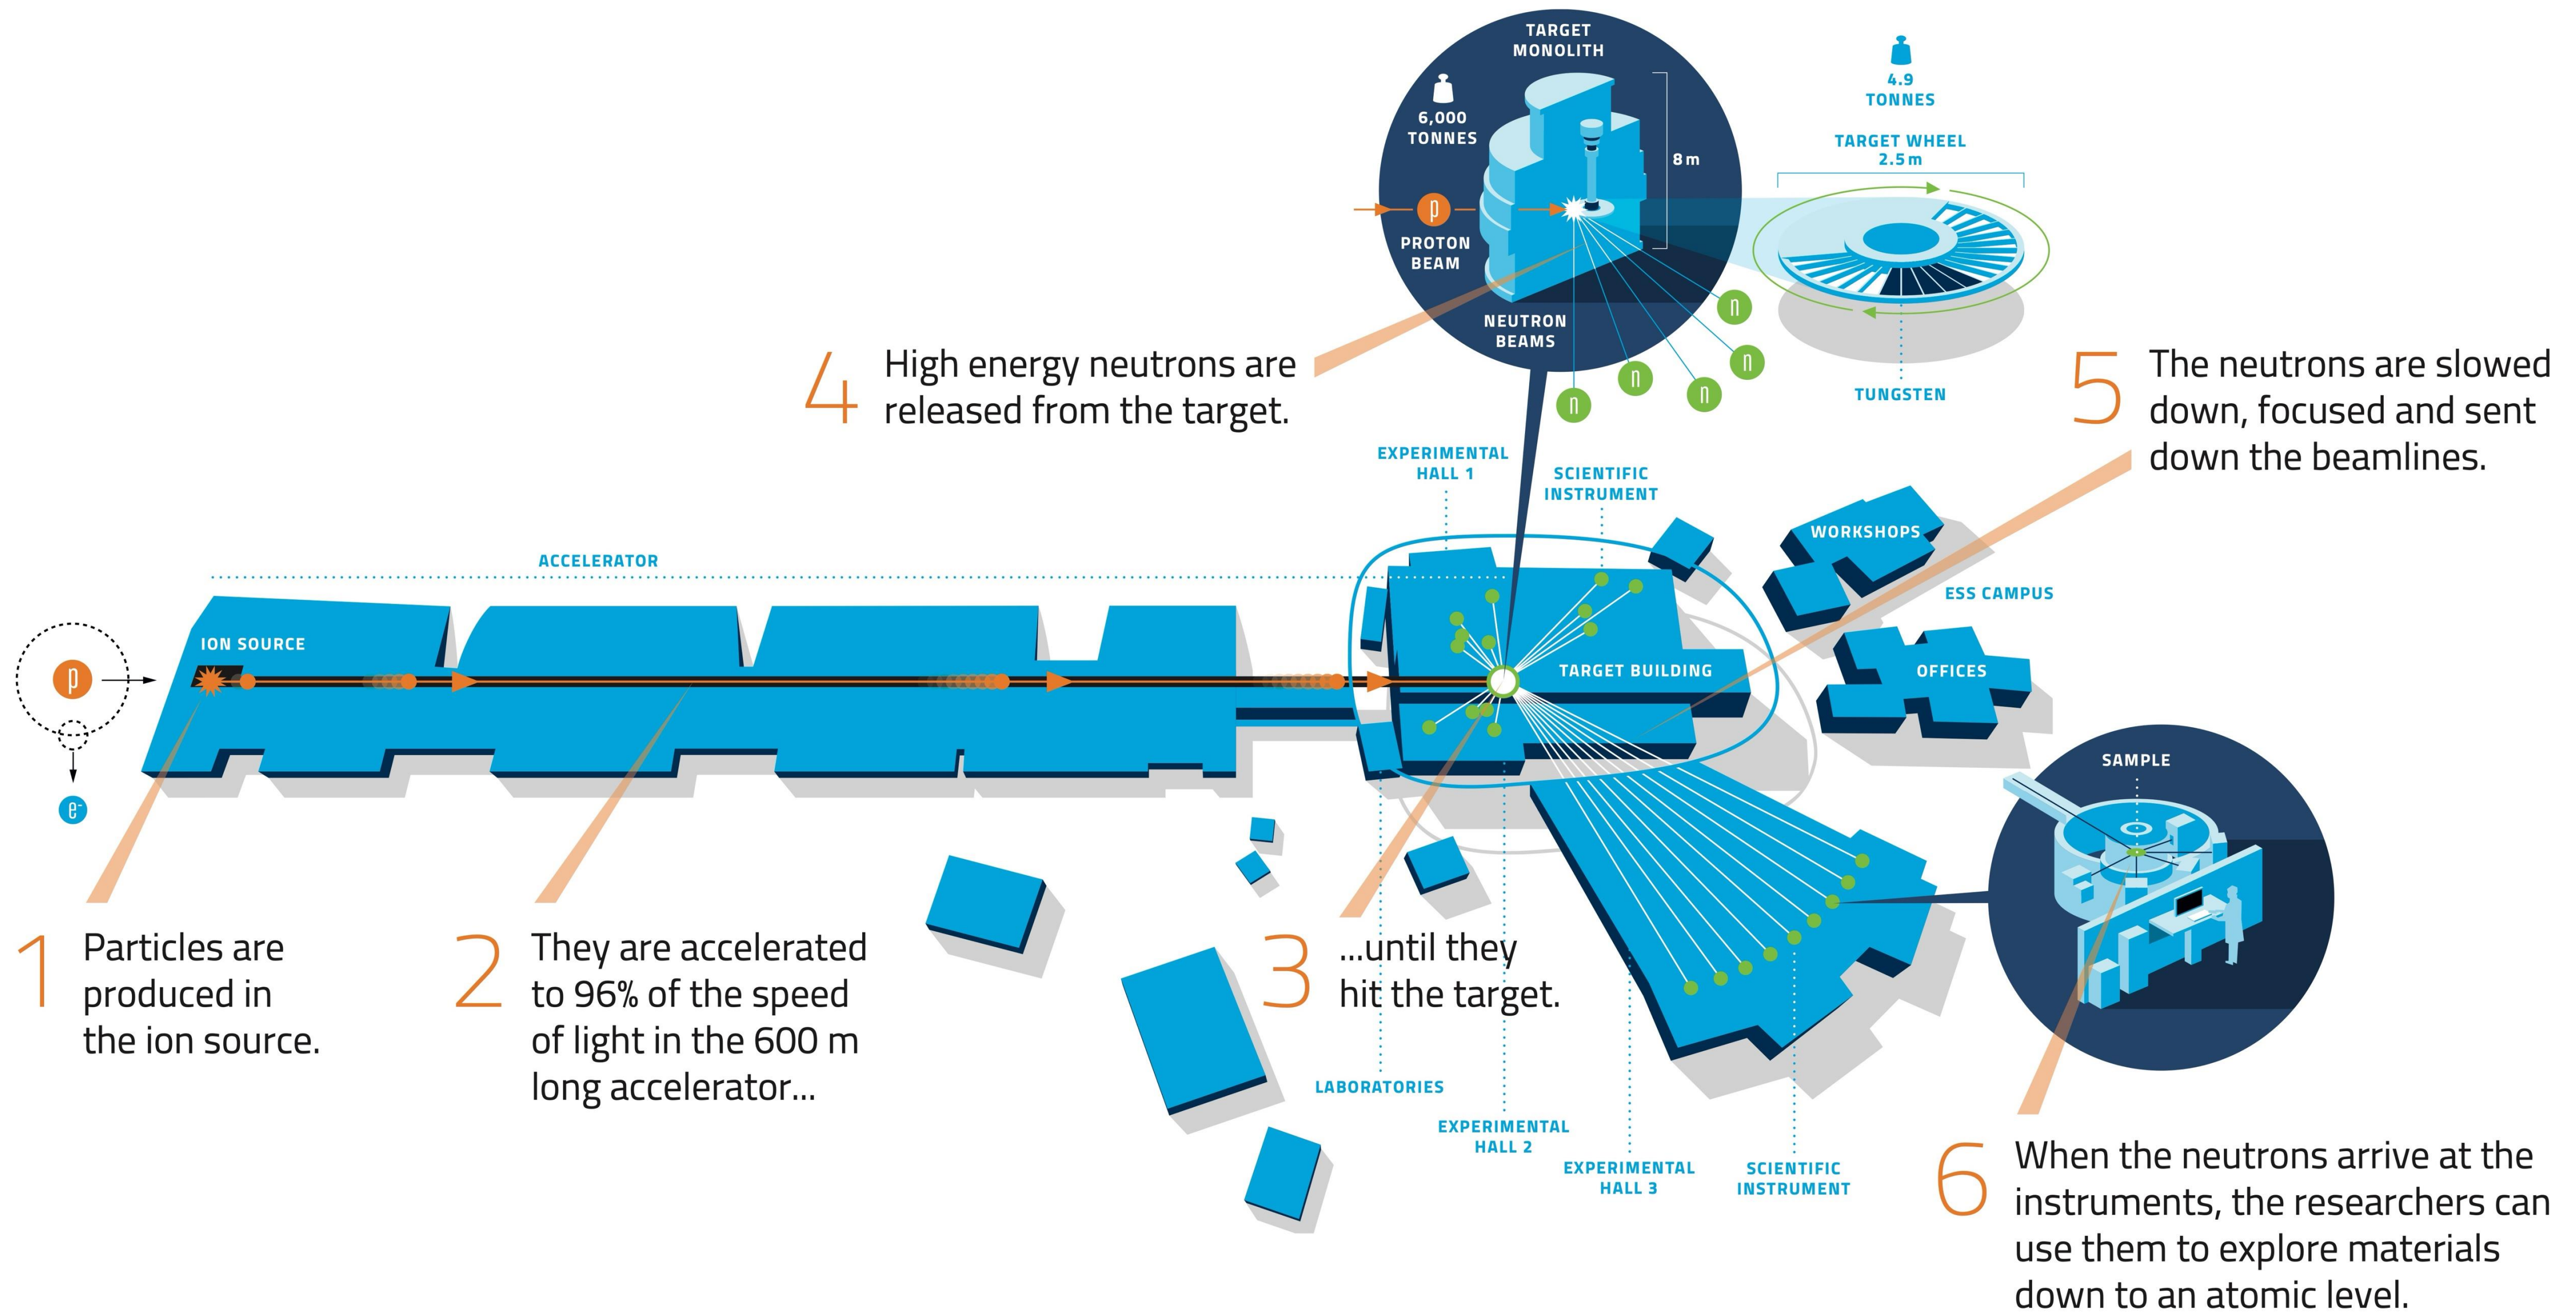 TARGET
MONOLITH
6,000
TONNES
8 m
p
PROTON
BEAM
NEUTRON
BEAMS
n
n
n
n
n
4.9
TONNES
TARGET WHEEL
2.5 m
TUNGSTEN
4
High energy neutrons are
released from the target.
5
The neutrons are slowed
down, focused and sent
down the beamlines.
EXPERIMENTAL
HALL 1
SCIENTIFIC
INSTRUMENT
WORKSHOPS
ESS CAMPUS
OFFICES
ACCELERATOR
ION SOURCE
p
e-
TARGET BUILDING
SAMPLE
1
Particles are
produced in
the ion source.
2
They are accelerated
to 96% of the speed
of light in the 600 m
long accelerator...
3
...until they
hit the target.
LABORATORIES
EXPERIMENTAL
HALL 2
EXPERIMENTAL
HALL 3
SCIENTIFIC
INSTRUMENT
6
When the neutrons arrive at the
instruments, the researchers can
use them to explore materials
down to an atomic level.